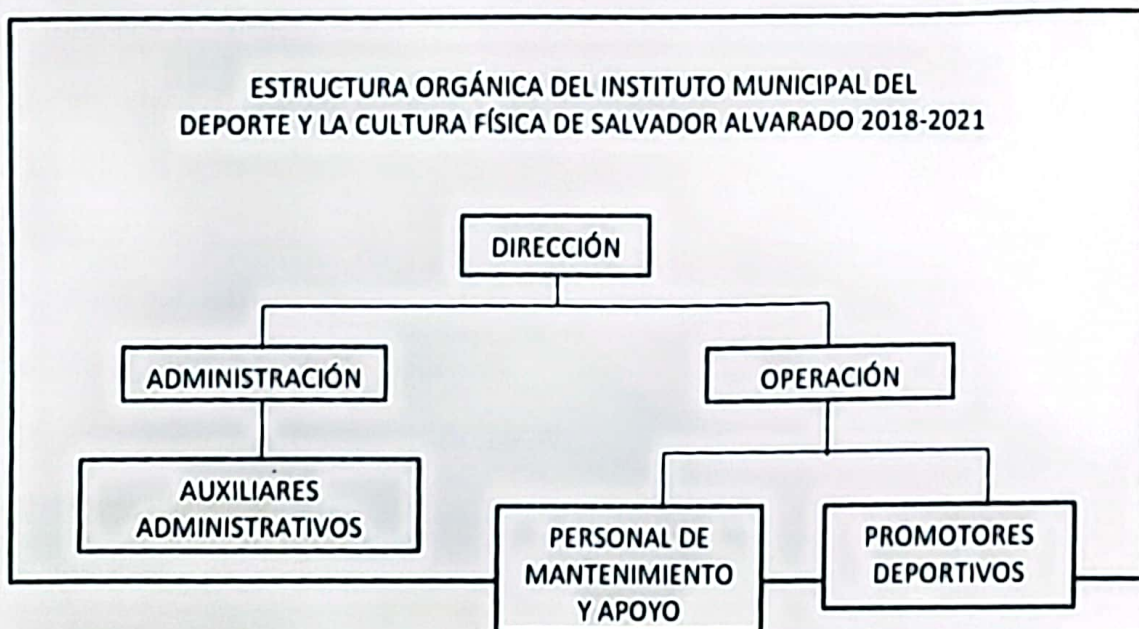 ESTRUCTURA ORGÁNICA DEL INSTITUTO MUNICIPAL DEL
DEPORTE Y LA CULTURA FÍSICA DE SALVADOR ALVARADO 2018-2021
DIRECCIÓN
ADMINISTRACIÓN
OPERACIÓN
AUXILIARES
ADMINISTRATIVOS
PERSONAL DE
MANTENIMIENTO
Y APOYO
PROMOTORES
DEPORTIVOS